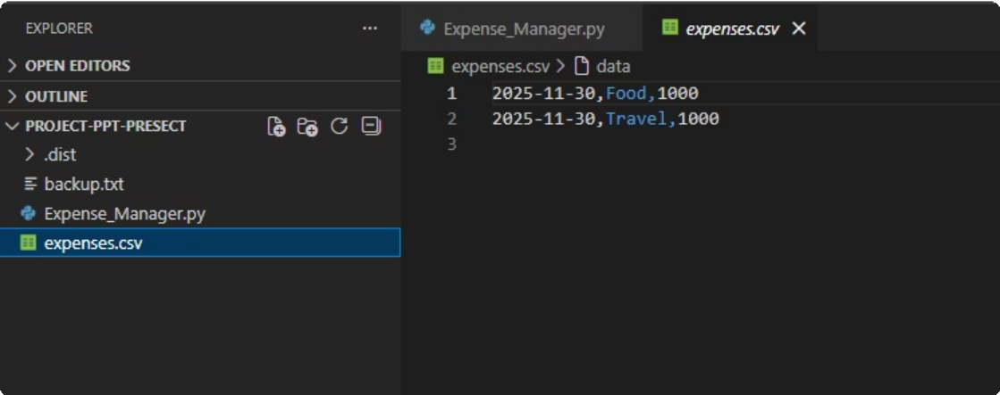 EXPLORER
...
OPEN EDITORS
OUTLINE
PROJECT-PPT-PRESECT
.dist
backup.txt
Expense_Manager.py
expenses.csv
Expense_Manager.py
expenses.csv
expenses.csv > data
1 2025-11-30,Food,1000
2 2025-11-30,Travel,1000
3